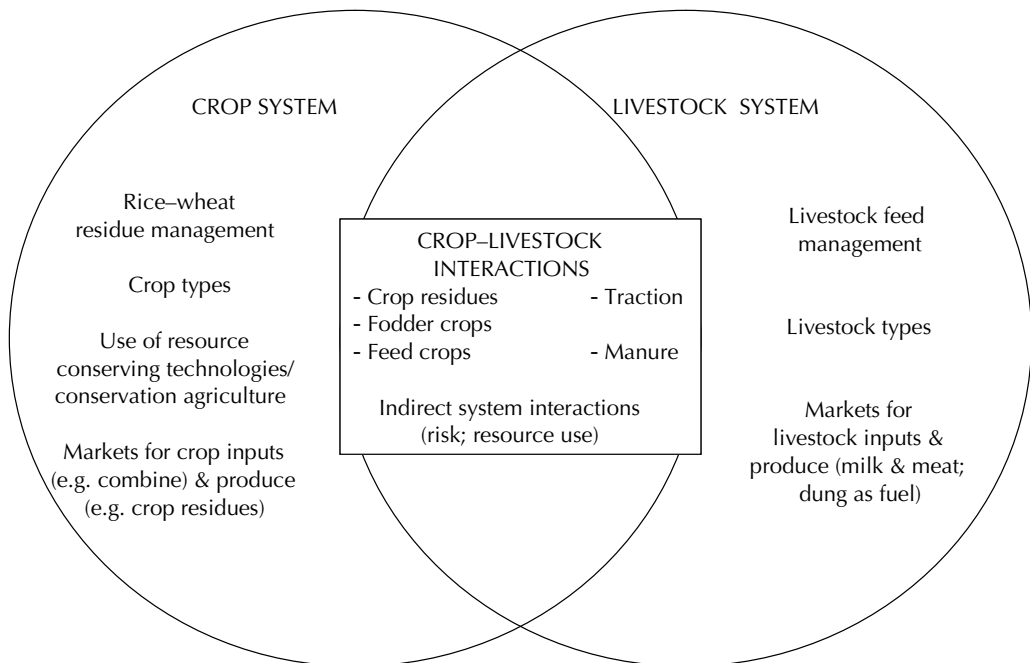 CROP SYSTEM
Rice–wheat
residue management
Crop types
Use of resource
conserving technologies/
conservation agriculture
Markets for crop inputs
(e.g. combine) & produce
(e.g. crop residues)
CROP–LIVESTOCK
INTERACTIONS
- Crop residues - Traction
- Fodder crops
- Feed crops - Manure
Indirect system interactions
(risk; resource use)
LIVESTOCK SYSTEM
Livestock feed
management
Livestock types
Markets for
livestock inputs &
produce (milk & meat;
dung as fuel)